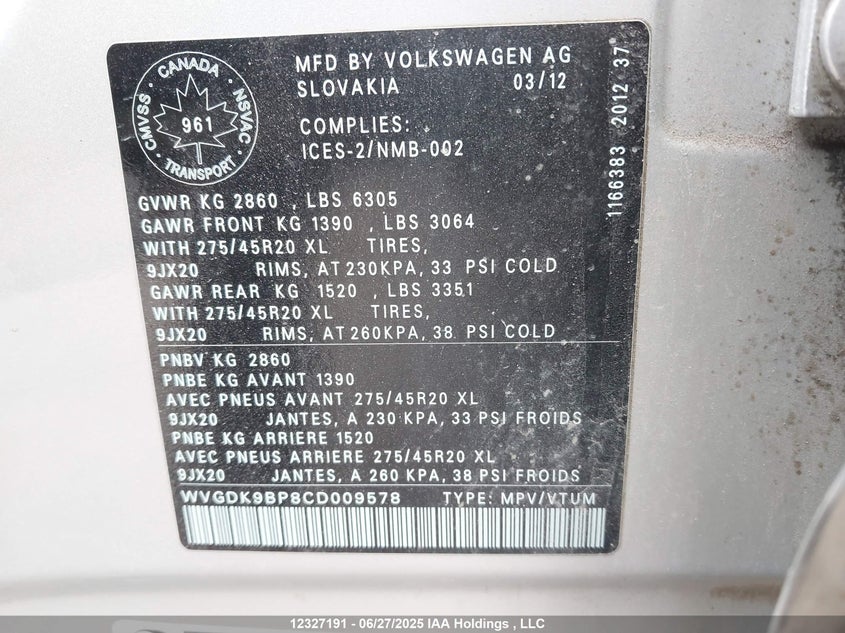 CANADA
CMVSS
NSVAC
961
TRANSPORT
MFD BY VOLKSWAGEN AG
SLOVAKIA 03/12
COMPLIES:
ICES-2/NMB-002
1166383 2012 37
GVWR KG 2860 , LBS 6305
GAWR FRONT KG 1390 , LBS 3064
WITH 275/45R20 XL TIRES,
9JX20 RIMS, AT 230KPA, 33 PSI COLD
GAWR REAR KG 1520 , LBS 3351
WITH 275/45R20 XL TIRES,
9JX20 RIMS, AT 260KPA, 38 PSI COLD
PNBV KG 2860
PNBE KG AVANT 1390
AVEC PNEUS AVANT 275/45R20 XL
9JX20 JANTES, A 230 KPA, 33 PSI FROIDS
PNBE KG ARRIERE 1520
AVEC PNEUS ARRIERE 275/45R20 XL
9JX20 JANTES, A 260 KPA, 38 PSI FROIDS
WVGDK9BP8CD009578 TYPE: MPV/VTUM
12327191 - 06/27/2025 IAA Holdings , LLC